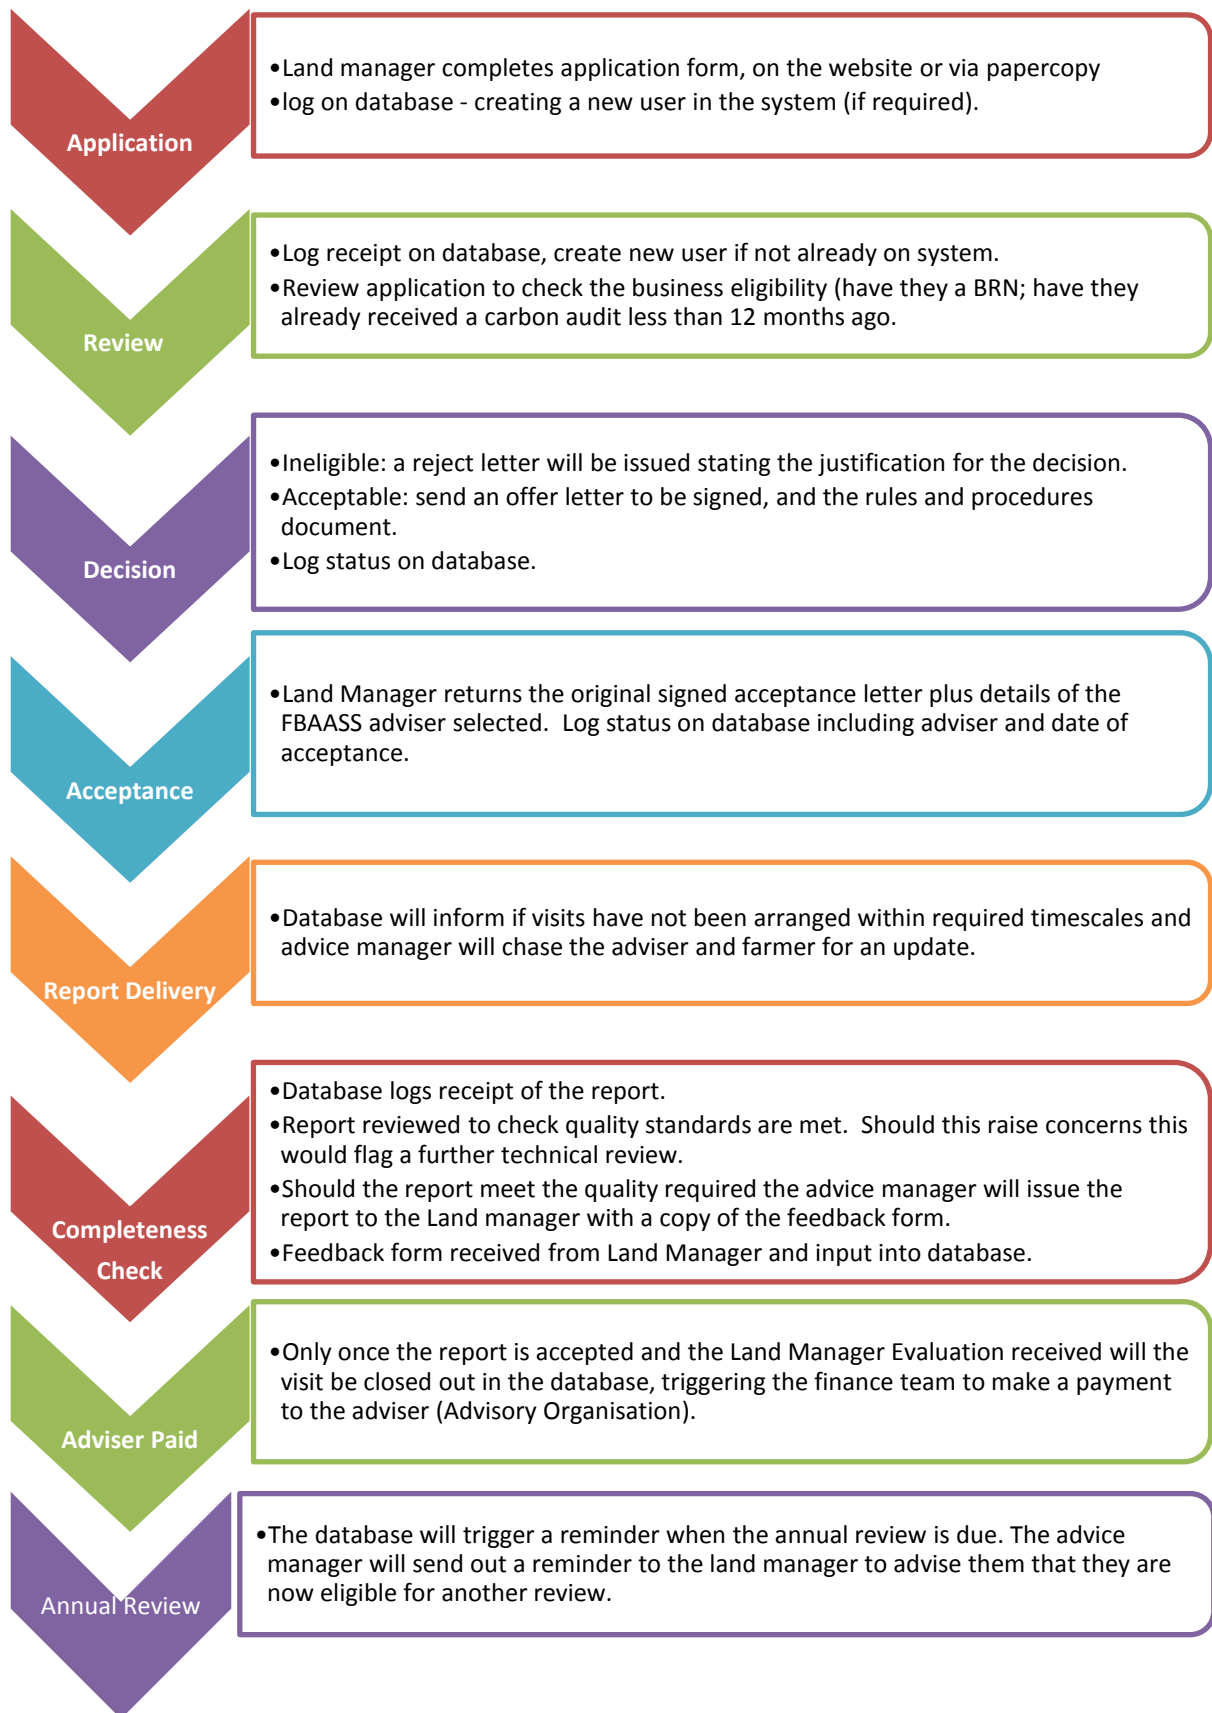 Application
•Land manager completes application form, on the website or via papercopy
•log on database - creating a new user in the system (if required).
Review
•Log receipt on database, create new user if not already on system.
•Review application to check the business eligibility (have they a BRN; have they
already received a carbon audit less than 12 months ago.
Decision
•Ineligible: a reject letter will be issued stating the justification for the decision.
•Acceptable: send an offer letter to be signed, and the rules and procedures
document.
•Log status on database.
Acceptance
•Land Manager returns the original signed acceptance letter plus details of the
FBAASS adviser selected.  Log status on database including adviser and date of
acceptance.
Report Delivery
•Database will inform if visits have not been arranged within required timescales and
advice manager will chase the adviser and farmer for an update.
Completeness
Check
•Database logs receipt of the report.
•Report reviewed to check quality standards are met.  Should this raise concerns this
would flag a further technical review.
•Should the report meet the quality required the advice manager will issue the
report to the Land manager with a copy of the feedback form.
•Feedback form received from Land Manager and input into database.
Adviser Paid
•Only once the report is accepted and the Land Manager Evaluation received will the
visit be closed out in the database, triggering the finance team to make a payment
to the adviser (Advisory Organisation).
Annual Review
•The database will trigger a reminder when the annual review is due. The advice
manager will send out a reminder to the land manager to advise them that they are
now eligible for another review.